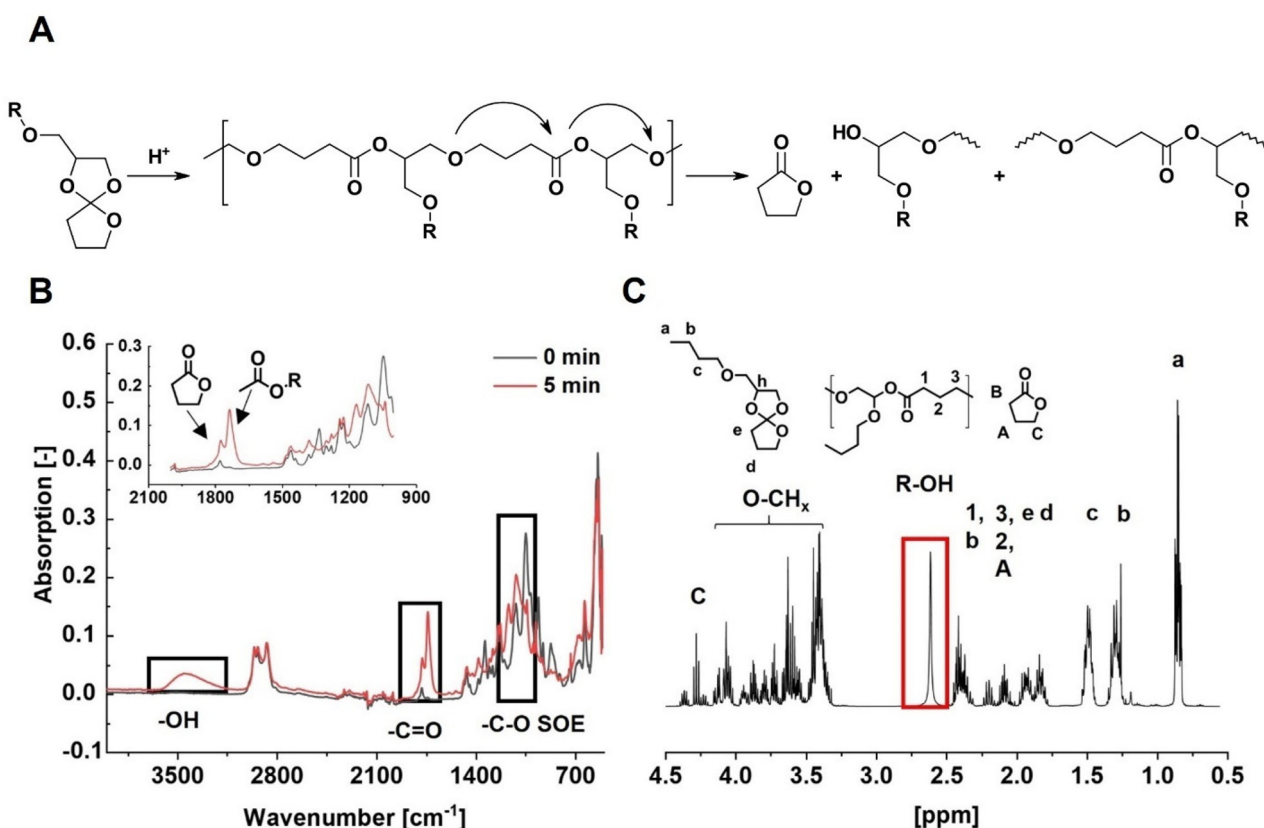 A
R
O
O
O
O
H+
O
O
O
O
R
O
O
O
O
O
R
O
O
+
HO
O
O
R
+
O
O
O
O
R
B
0.6
0.5
0.4
0.3
0.2
0.1
0.0
-0.1
Absorption [-]
0.3
0.2
0.1
0.0
2100 1800 1500 1200 900
O
O
O
O
R
0 min
5 min
-OH
-C=O
-C-O SOE
3500 2800 2100 1400 700
Wavenumber [cm-1]
C
a b
c
O
h
O
O
O
e
d
O
O
O
O
1 3
2
B
O
O
A
C
a
O-CHx
R-OH
1, 3, e d c b
b 2,
A
C
4.5 4.0 3.5 3.0 2.5 2.0 1.5 1.0 0.5
[ppm]